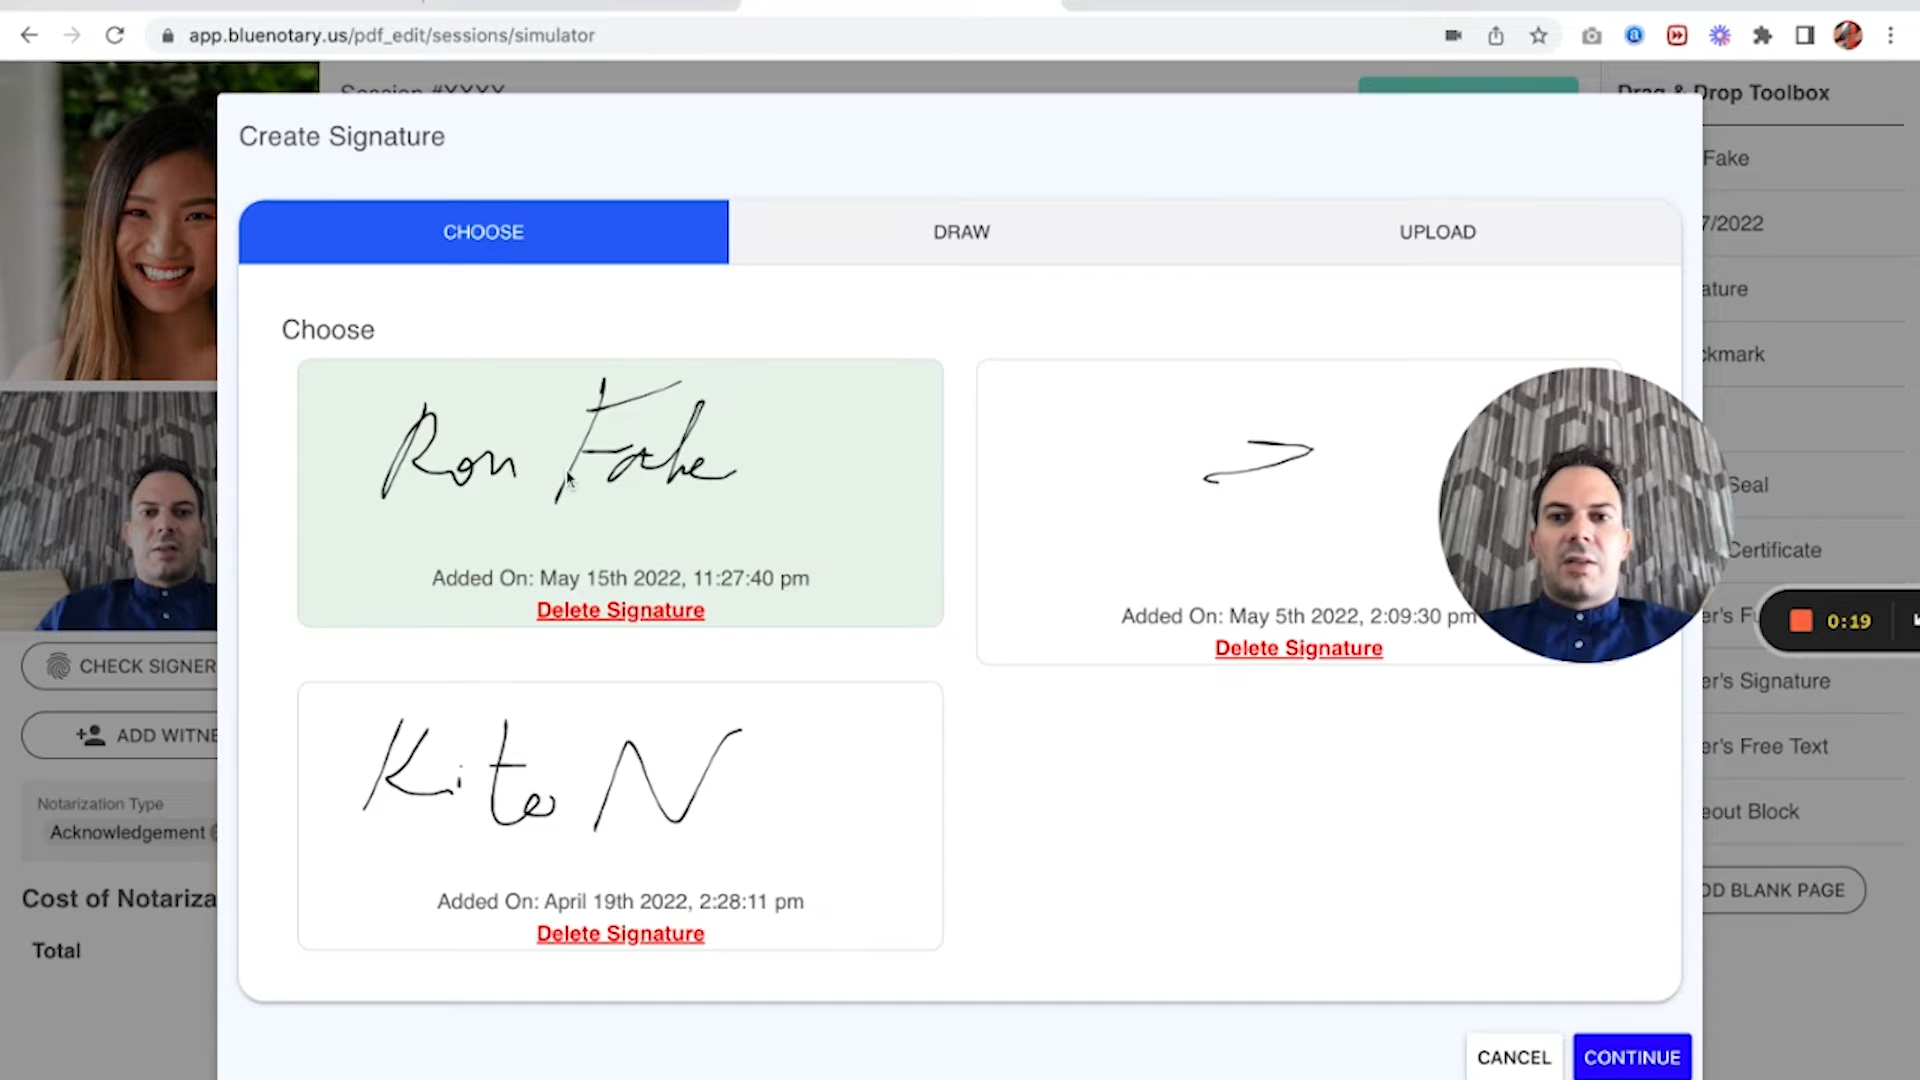 app.bluenotary.us/pdf_edit/sessions/simulator
Create Signature
CHOOSE
DRAW
UPLOAD
Choose
Ron Fake
Added On: May 15th 2022, 11:27:40 pm
Delete Signature
Added On: May 5th 2022, 2:09:30 pm
Delete Signature
Added On: April 19th 2022, 2:28:11 pm
Delete Signature
CANCEL
CONTINUE
CHECK SIGNER
ADD WITNE
Notarization Type
Acknowledgement
Cost of Notariza
Total
Drag & Drop Toolbox
Fake
7/2022
ature
ckmark
Seal
Certificate
er's Fu
er's Signature
er's Free Text
eout Block
DD BLANK PAGE
0:19